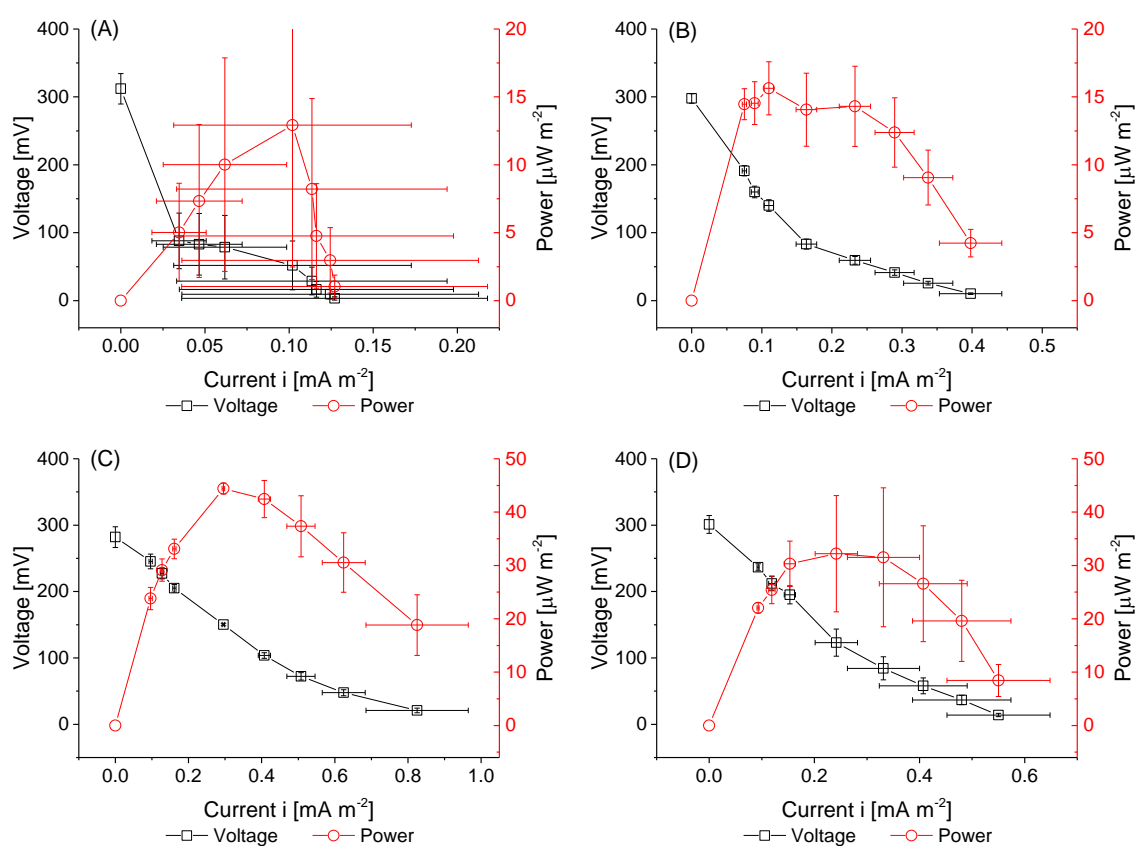 (A)
400
300
200
100
0
Voltage [mV]
20
15
10
5
0
Power [µW m-2]
0.00 0.05 0.10 0.15 0.20
Current i [mA m-2]
Voltage Power
(B)
400
300
200
100
0
Voltage [mV]
20
15
10
5
0
Power [µW m-2]
0.0 0.1 0.2 0.3 0.4 0.5
Current i [mA m-2]
Voltage Power
(C)
400
300
200
100
0
Voltage [mV]
50
40
30
20
10
0
Power [µW m-2]
0.0 0.2 0.4 0.6 0.8 1.0
Current i [mA m-2]
Voltage Power
(D)
400
300
200
100
0
Voltage [mV]
50
40
30
20
10
0
Power [µW m-2]
0.0 0.2 0.4 0.6
Current i [mA m-2]
Voltage Power